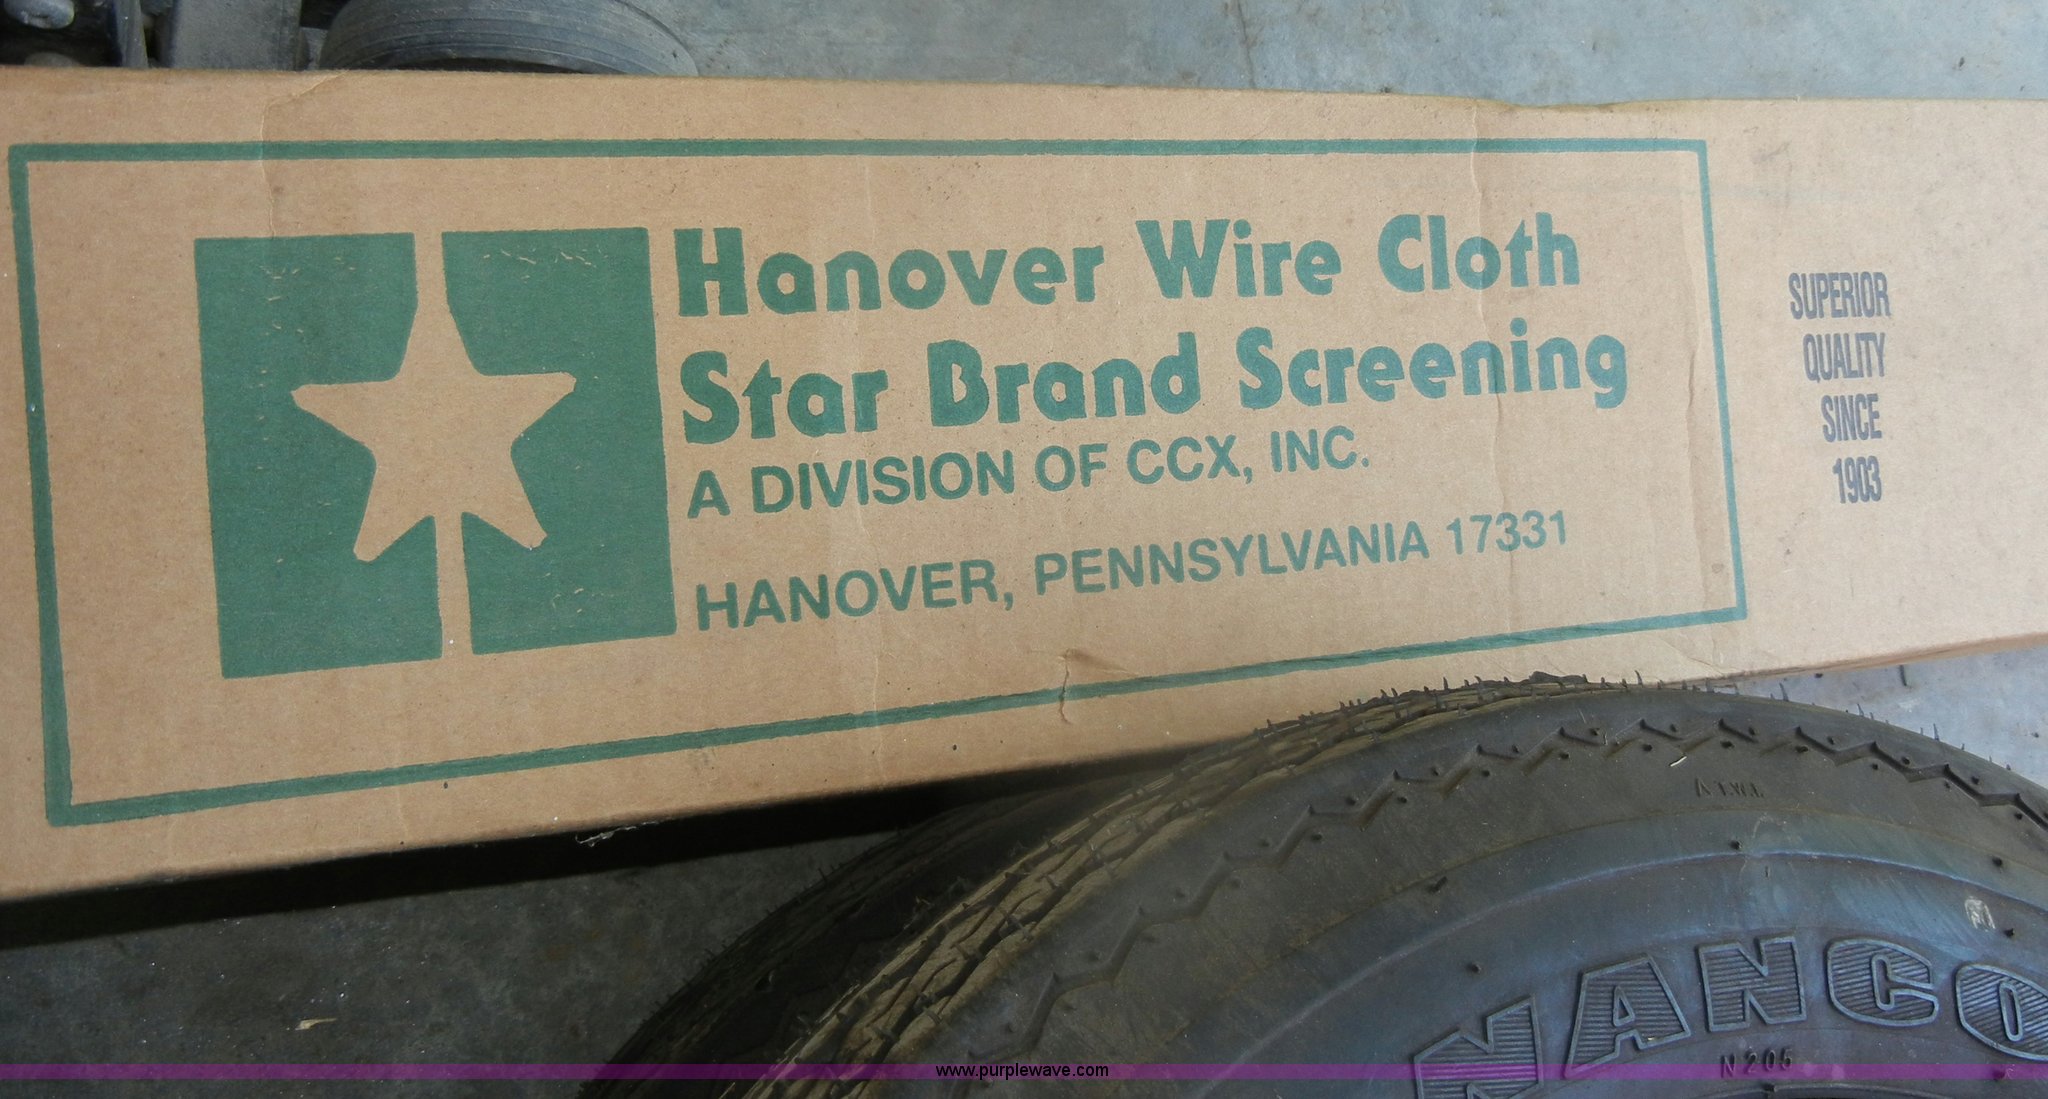 Hanover Wire Cloth
Star Brand Screening
A DIVISION OF CCX, INC.
HANOVER, PENNSYLVANIA 17331
SUPERIOR
QUALITY
SINCE
1903
NANCO
N205
www.purplewave.com